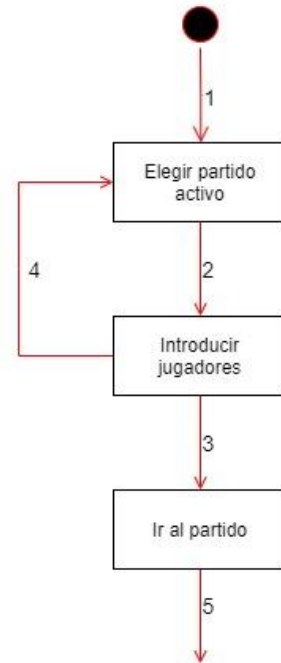 1
Elegir partido
activo
4
2
Introducir
jugadores
3
Ir al partido
5